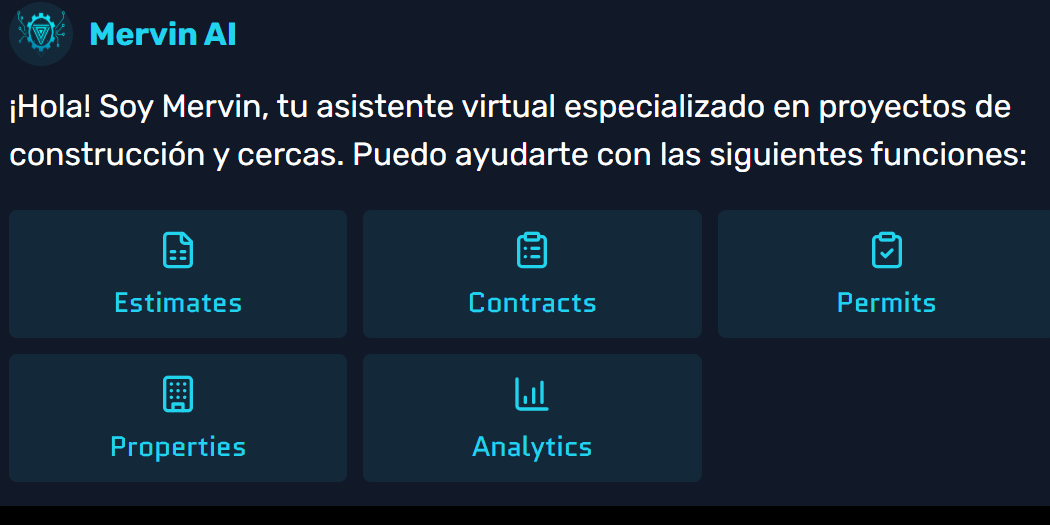 Mervin AI
¡Hola! Soy Mervin, tu asistente virtual especializado en proyectos de
construcción y cercas. Puedo ayudarte con las siguientes funciones:
Estimates
Contracts
Permits
Properties
Analytics